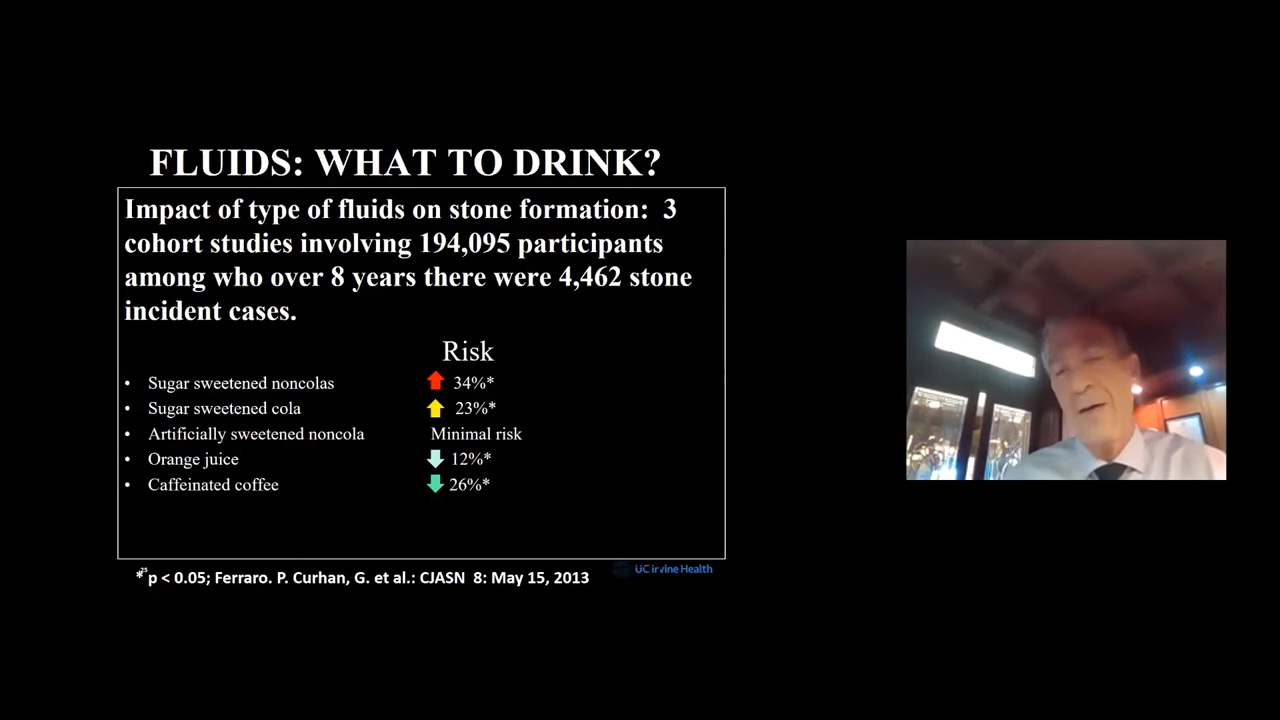 FLUIDS: WHAT TO DRINK?
Impact of type of fluids on stone formation: 3
cohort studies involving 194,095 participants
among who over 8 years there were 4,462 stone
incident cases.
Risk
• Sugar sweetened noncolas 34%*
• Sugar sweetened cola 23%*
• Artificially sweetened noncola Minimal risk
• Orange juice 12%*
• Caffeinated coffee 26%*
*p < 0.05; Ferraro. P. Curhan, G. et al.: CJASN 8: May 15, 2013
UC Irvine Health